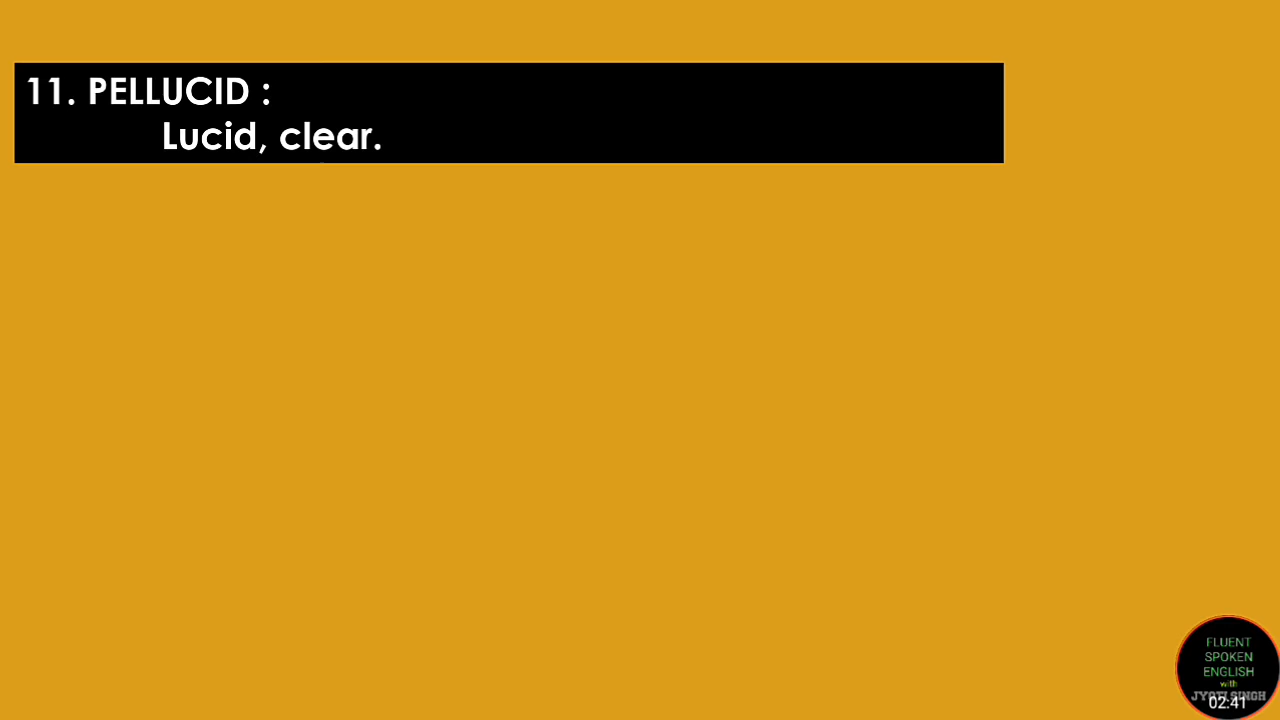 11. PELLUCID :
Lucid, clear.
FLUENT
SPOKEN
ENGLISH
with
JYOTI SINGH
02:41